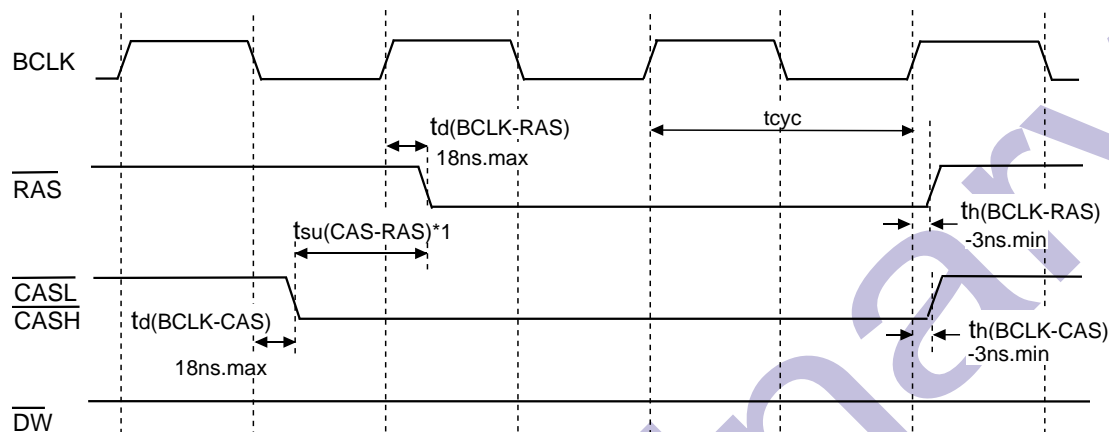 BCLK
td(BCLK-RAS)
18ns.max
tcyc
RAS
tsu(CAS-RAS)*1
th(BCLK-RAS)
-3ns.min
CASL
CASH
td(BCLK-CAS)
18ns.max
th(BCLK-CAS)
-3ns.min
DW